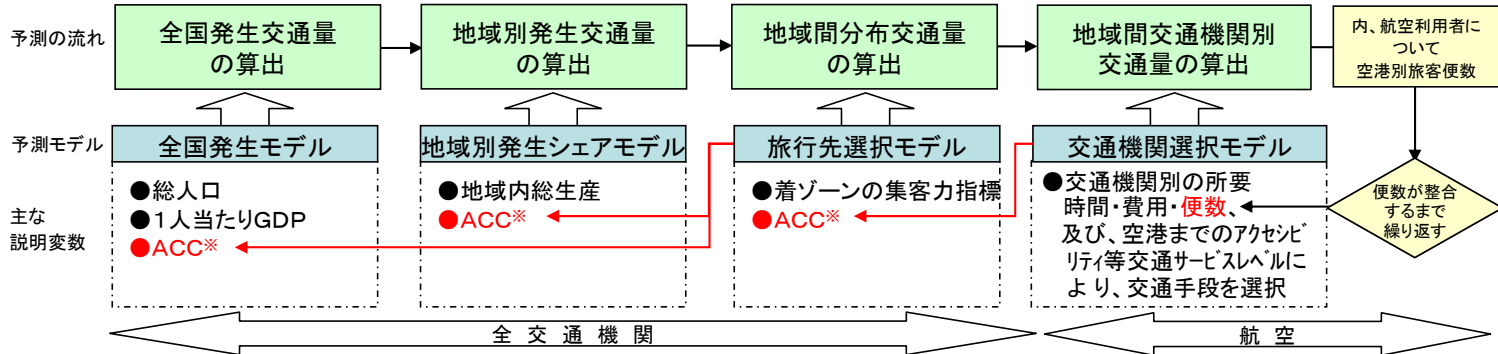 予測の流れ
全国発生交通量
の算出
地域別発生交通量
の算出
地域間分布交通量
の算出
地域間交通機関別
交通量の算出
内、航空利用者に
ついて
空港別旅客便数
予測モデル
全国発生モデル
地域別発生シェアモデル
旅行先選択モデル
交通機関選択モデル
主な
説明変数
●総人口
●1人当たりGDP
●ACC※
●地域内総生産
●ACC※
●着ゾーンの集客力指標
●ACC※
●交通機関別の所要
時間・費用・便数、
及び、空港までのアクセシビ
リティ等交通サービスレベルに
より、交通手段を選択
便数が整合
するまで
繰り返す
全交通機関
航空